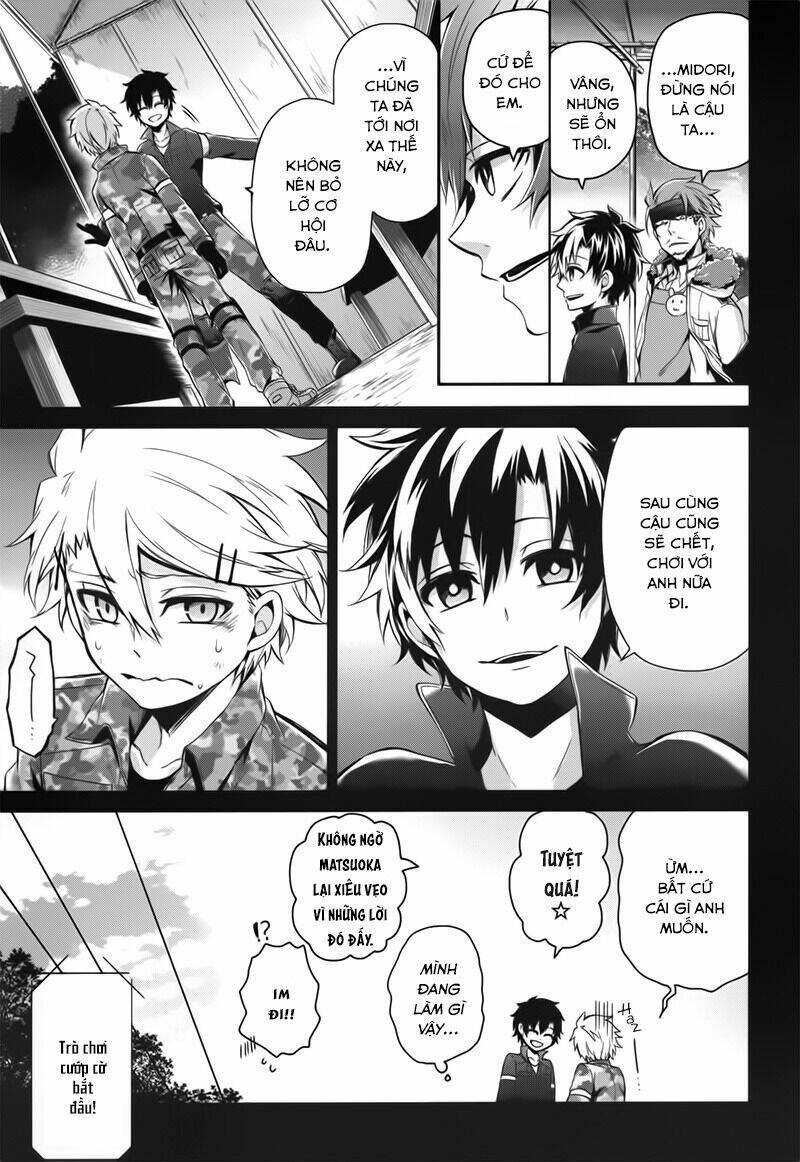 ...MIDORI,
ĐỪNG NÓI
LÀ CẬU
TA...
VÂNG,
NHƯNG
SẼ ỔN
THÔI.
CỨ ĐỂ
ĐÓ CHO
EM.
...VÌ
CHÚNG
TA ĐÃ
TỚI NƠI
XA THẾ
NÀY,
KHÔNG
NÊN BỎ
LỠ CƠ
HỘI
ĐÂU.
SAU CÙNG
CẬU CŨNG
SẼ CHẾT,
CHƠI VỚI
ANH NỮA
ĐI.
...
ỪM...
BẤT CỨ
CÁI GÌ ANH
MUỐN.
TUYỆT
QUÁ!
☆
MÌNH
ĐANG
LÀM GÌ
VẬY...
KHÔNG NGỜ
MATSUOKA
LẠI XIÊU VẸO
VÌ NHỮNG LỜI
ĐÓ ĐẤY.
!?
IM
ĐI!!
Trò chơi
cướp cờ
bắt
đầu!